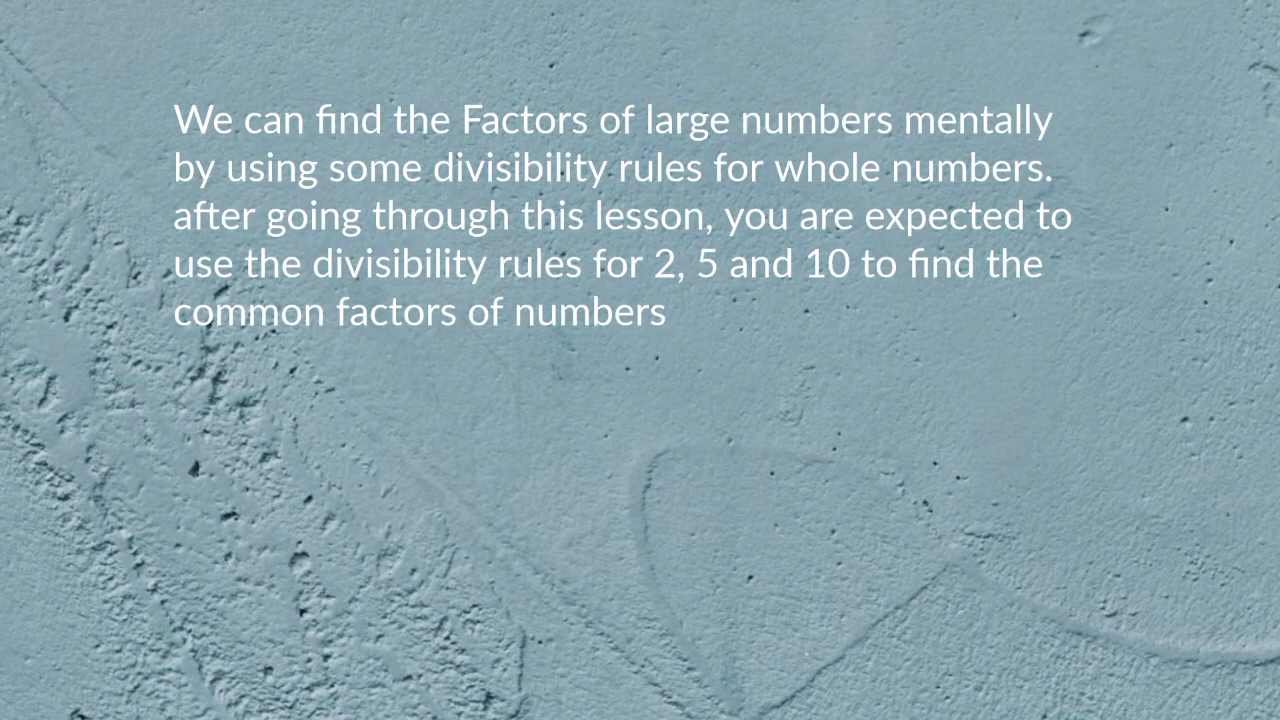 We can find the Factors of large numbers mentally
by using some divisibility rules for whole numbers.
after going through this lesson, you are expected to
use the divisibility rules for 2, 5 and 10 to find the
common factors of numbers